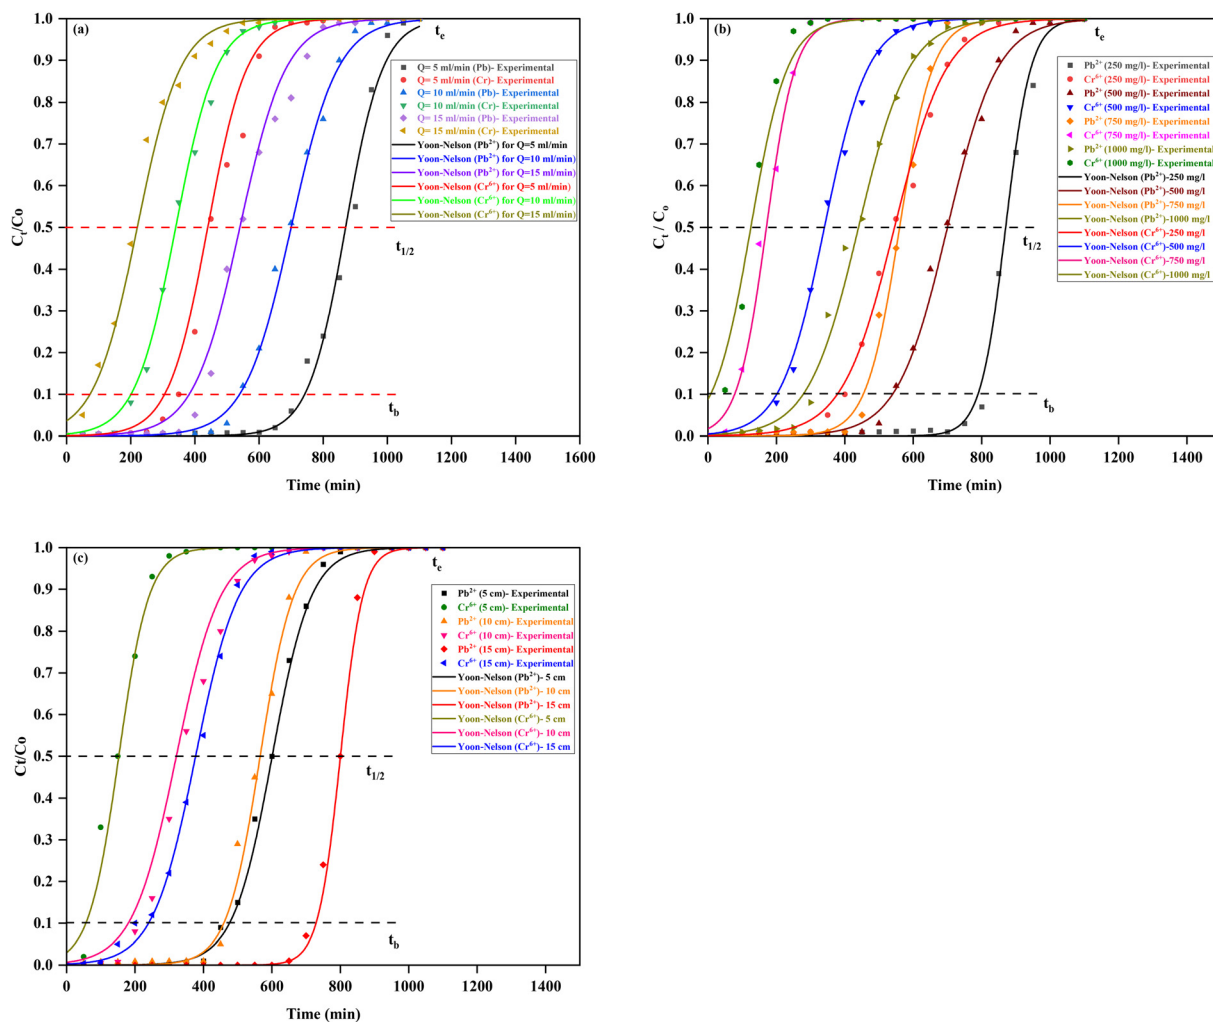 (a)
t_e
Q= 5 ml/min (Pb)- Experimental
Q= 5 ml/min (Cr)- Experimental
Q= 10 ml/min (Pb)- Experimental
Q= 10 ml/min (Cr)- Experimental
Q= 15 ml/min (Pb)- Experimental
Q= 15 ml/min (Cr)- Experimental
Yoon-Nelson (Pb²⁺) for Q=5 ml/min
Yoon-Nelson (Pb²⁺) for Q=10 ml/min)
Yoon-Nelson (Pb²⁺) for Q=15 ml/min)
Yoon-Nelson (Cr⁶⁺) for Q=5 ml/min)
Yoon-Nelson (Cr⁶⁺) for Q=10 ml/min)
Yoon-Nelson (Cr⁶⁺) for Q=15 ml/min)
t_1/2
t_b
1.0
0.9
0.8
0.7
0.6
0.5
0.4
0.3
0.2
0.1
0.0
C_t/Co
0 200 400 600 800 1000 1200 1400 1600
Time (min)
(b)
t_e
Pb²⁺ (250 mg/l)- Experimental
Cr⁶⁺ (250 mg/l)- Experimental
Pb²⁺ (500 mg/l)- Experimental
Cr⁶⁺ (500 mg/l)- Experimental
Pb²⁺ (750 mg/l)- Experimental
Cr⁶⁺ (750 mg/l)- Experimental
Pb²⁺ (1000 mg/l)- Experimental
Cr⁶⁺ (1000 mg/l)- Experimental
Yoon-Nelson (Pb²⁺)-250 mg/l
Yoon-Nelson (Pb²⁺)-500 mg/l
Yoon-Nelson (Pb²⁺)-750 mg/l
Yoon-Nelson (Pb²⁺)-1000 mg/l
Yoon-Nelson (Cr⁶⁺)-250 mg/l
Yoon-Nelson (Cr⁶⁺)-500 mg/l
Yoon-Nelson (Cr⁶⁺)-750 mg/l
Yoon-Nelson (Cr⁶⁺)-1000 mg/l
t_1/2
t_b
1.0
0.9
0.8
0.7
0.6
0.5
0.4
0.3
0.2
0.1
0.0
C_t / C_o
0 200 400 600 800 1000 1200 1400
Time (min)
(c)
t_e
Pb²⁺ (5 cm)- Experimental
Cr⁶⁺ (5 cm)- Experimental
Pb²⁺ (10 cm)- Experimental
Cr⁶⁺ (10 cm)- Experimental
Pb²⁺ (15 cm)- Experimental
Cr⁶⁺ (15 cm)- Experimental
Yoon-Nelson (Pb²⁺)- 5 cm
Yoon-Nelson (Pb²⁺)- 10 cm
Yoon-Nelson (Pb²⁺)- 15 cm
Yoon-Nelson (Cr⁶⁺)- 5 cm
Yoon-Nelson (Cr⁶⁺)- 10 cm
Yoon-Nelson (Cr⁶⁺)- 15 cm
t_1/2
t_b
1.0
0.9
0.8
0.7
0.6
0.5
0.4
0.3
0.2
0.1
0.0
Ct/Co
0 200 400 600 800 1000 1200 1400
Time (min)